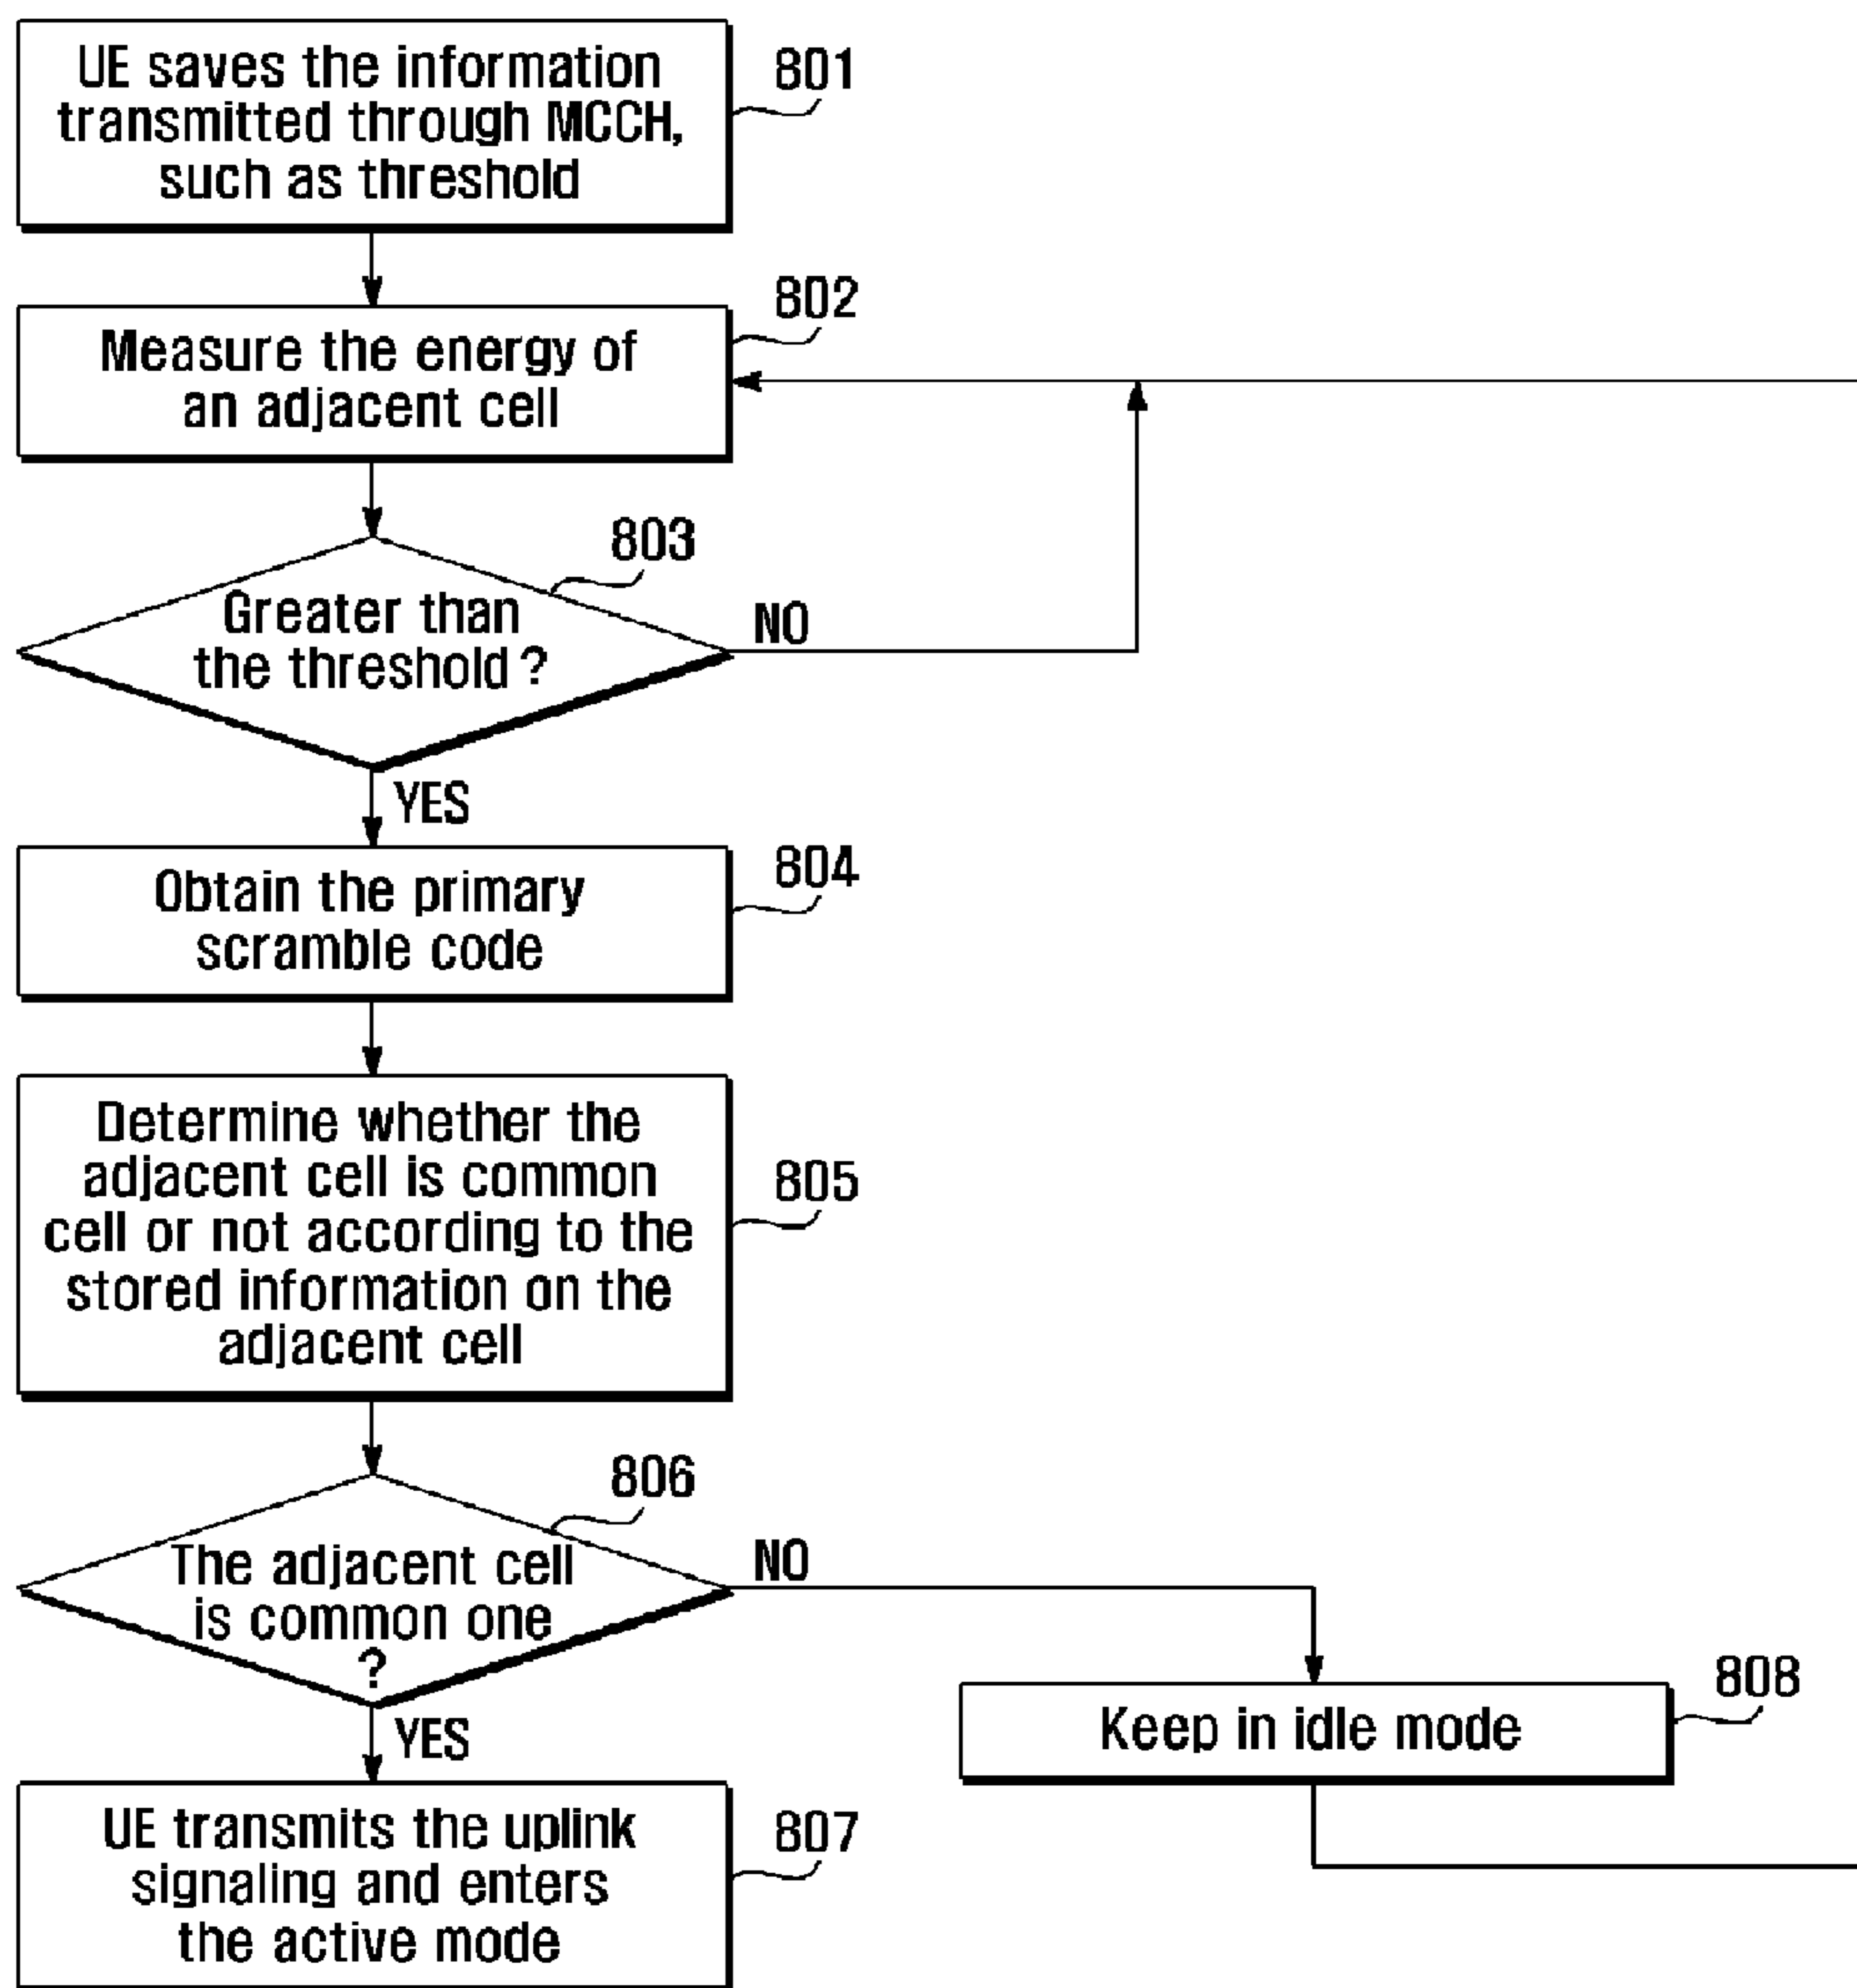 UE saves the information
transmitted through MCCH,
such as threshold
801
802
Measure the energy of
an adjacent cell
803
Greater than
the threshold ?
NO
YES
804
Obtain the primary
scramble code
Determine whether the
adjacent cell is common
cell or not according to the
stored information on the
adjacent cell
805
806
The adjacent cell
is common one
?
NO
YES
808
Keep in idle mode
UE transmits the uplink
signaling and enters
the active mode
807